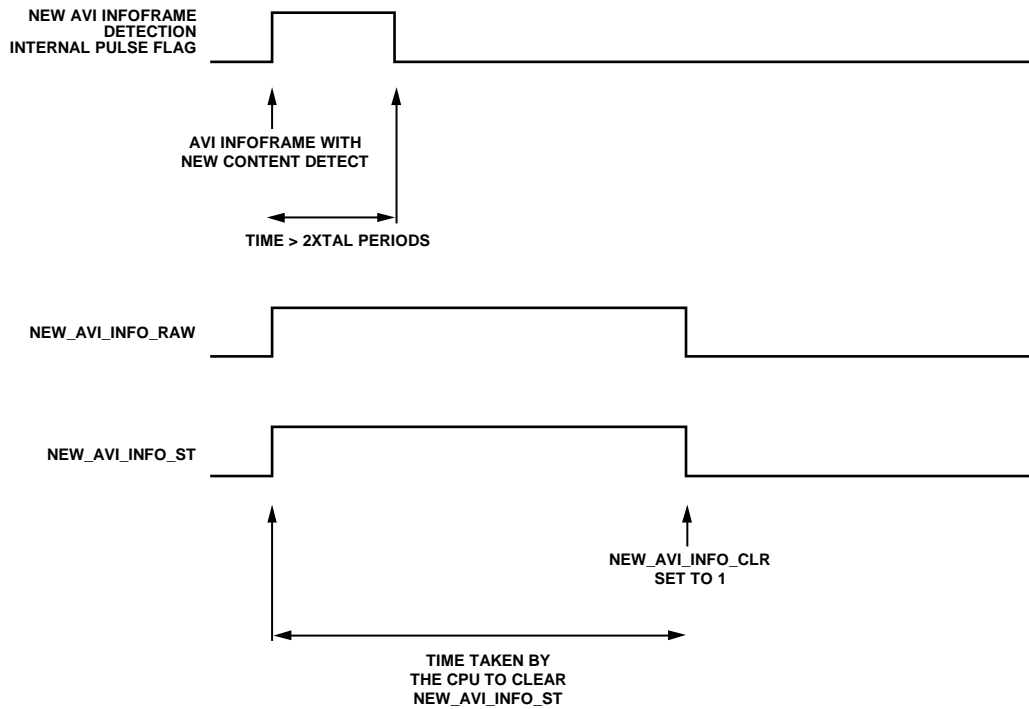 NEW AVI INFOFRAME
DETECTION
INTERNAL PULSE FLAG
AVI INFOFRAME WITH
NEW CONTENT DETECT
TIME > 2XTAL PERIODS
NEW_AVI_INFO_RAW
NEW_AVI_INFO_ST
NEW_AVI_INFO_CLR
SET TO 1
TIME TAKEN BY
THE CPU TO CLEAR
NEW_AVI_INFO_ST